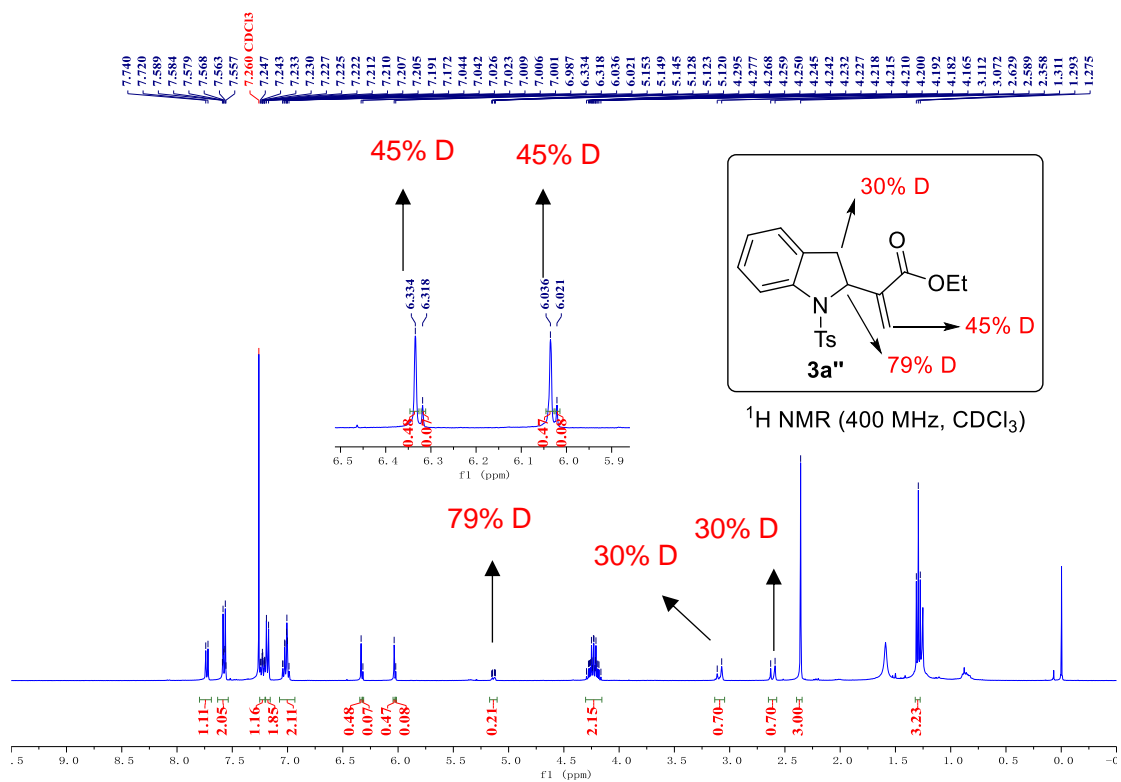 7.740 7.720 7.589 7.584 7.579 7.568 7.563 7.557 7.260 CDCl3 7.247 7.243 7.233 7.230 7.227 7.225 7.222 7.212 7.210 7.207 7.205 7.191 7.172 7.044 7.042 7.026 7.023 7.009 7.006 7.001 6.987 6.334 6.318 6.036 6.021 5.153 5.149 5.145 5.128 5.123 5.120 4.295 4.277 4.268 4.259 4.250 4.245 4.242 4.232 4.227 4.218 4.215 4.210 4.200 4.192 4.182 4.165 3.112 3.072 2.629 2.589 2.358 1.311 1.293 1.275
45% D
45% D
6.334 6.318
6.036 6.021
0.48 0.07
0.47 0.08
6.5 6.4 6.3 6.2 6.1 6.0 5.9
f1 (ppm)
30% D
O
OEt
N
Ts
45% D
79% D
3a"
¹H NMR (400 MHz, CDCl₃)
79% D
30% D
30% D
1.11 2.05 1.16 1.85 2.11 0.48 0.07 0.47 0.08 0.21 2.15 0.70 0.70 3.00 3.23
.5 9.0 8.5 8.0 7.5 7.0 6.5 6.0 5.5 5.0 4.5 4.0 3.5 3.0 2.5 2.0 1.5 1.0 0.5 0.0 -0
f1 (ppm)